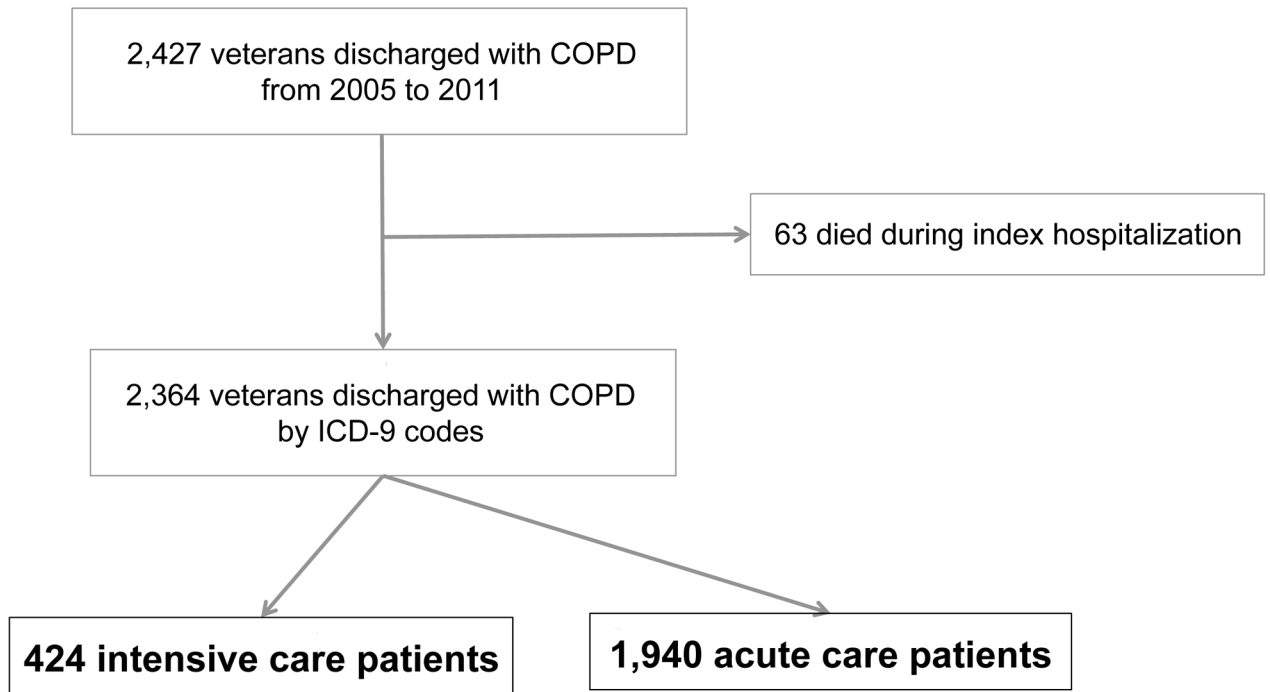 2,427 veterans discharged with COPD
from 2005 to 2011
63 died during index hospitalization
2,364 veterans discharged with COPD
by ICD-9 codes
424 intensive care patients
1,940 acute care patients